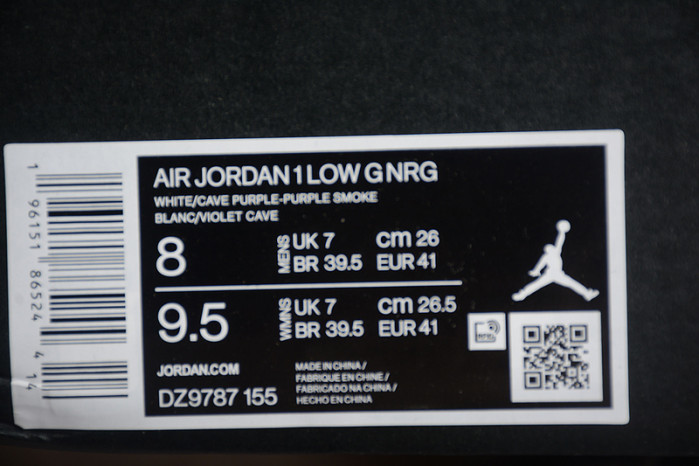 AIR JORDAN 1 LOW G NRG
WHITE/CAVE PURPLE-PURPLE SMOKE
BLANC/VIOLET CAVE
8 MENS UK 7 cm 26
BR 39.5 EUR 41
9.5 WMNS UK 7 cm 26.5
BR 39.5 EUR 41
JORDAN.COM
DZ9787 155
MADE IN CHINA /
FABRIQUE EN CHINE /
FABRICADO NA CHINA /
HECHO EN CHINA
1 96151 86524 4 14